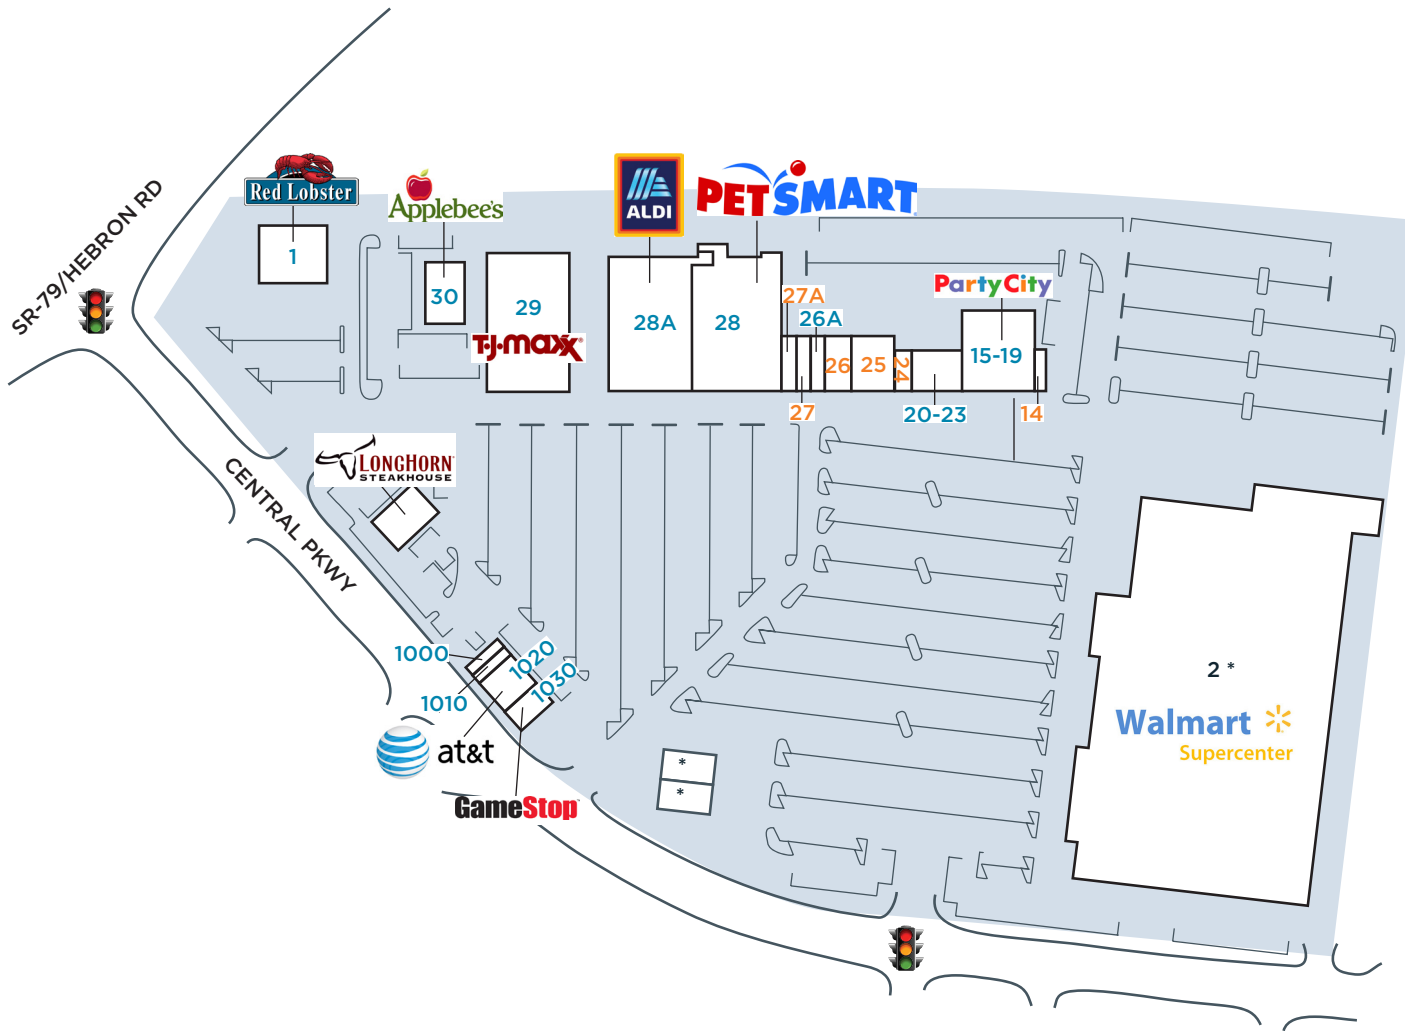 SR-79/HEBRON RD
Red Lobster
1
Applebee's
30
29
T·J·maxx
ALDI
28A
PETSMART
28
27A
26A
27
26
25
24
20-23
Party City
15-19
14
LONGHORN
STEAKHOUSE
CENTRAL PKWY
1000
1010
1020
1030
at&t
GameStop
*
*
2 *
Walmart
Supercenter